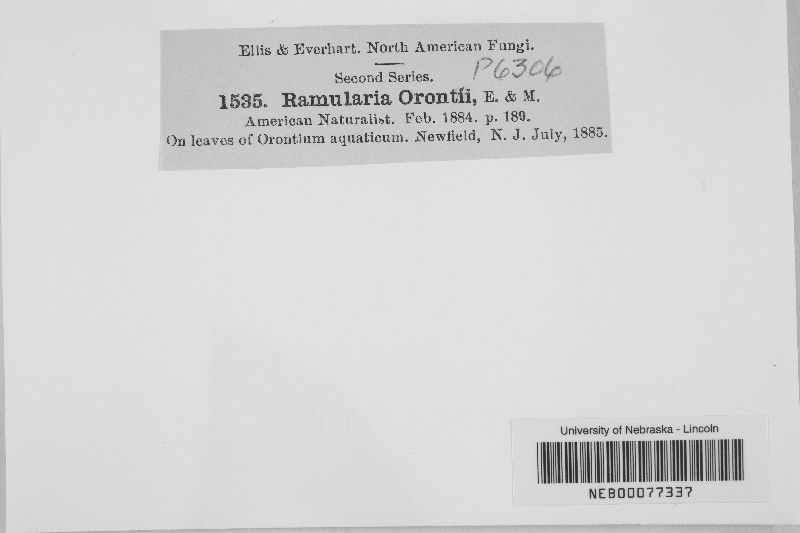 Ellis & Everhart. North American Fungi.
Second Series.
P6306
1535. Ramularia Orontii, E. & M.
American Naturalist. Feb. 1884. p. 189.
On leaves of Orontium aquaticum. Newfield, N. J. July, 1885.
University of Nebraska - Lincoln
NEB00077337